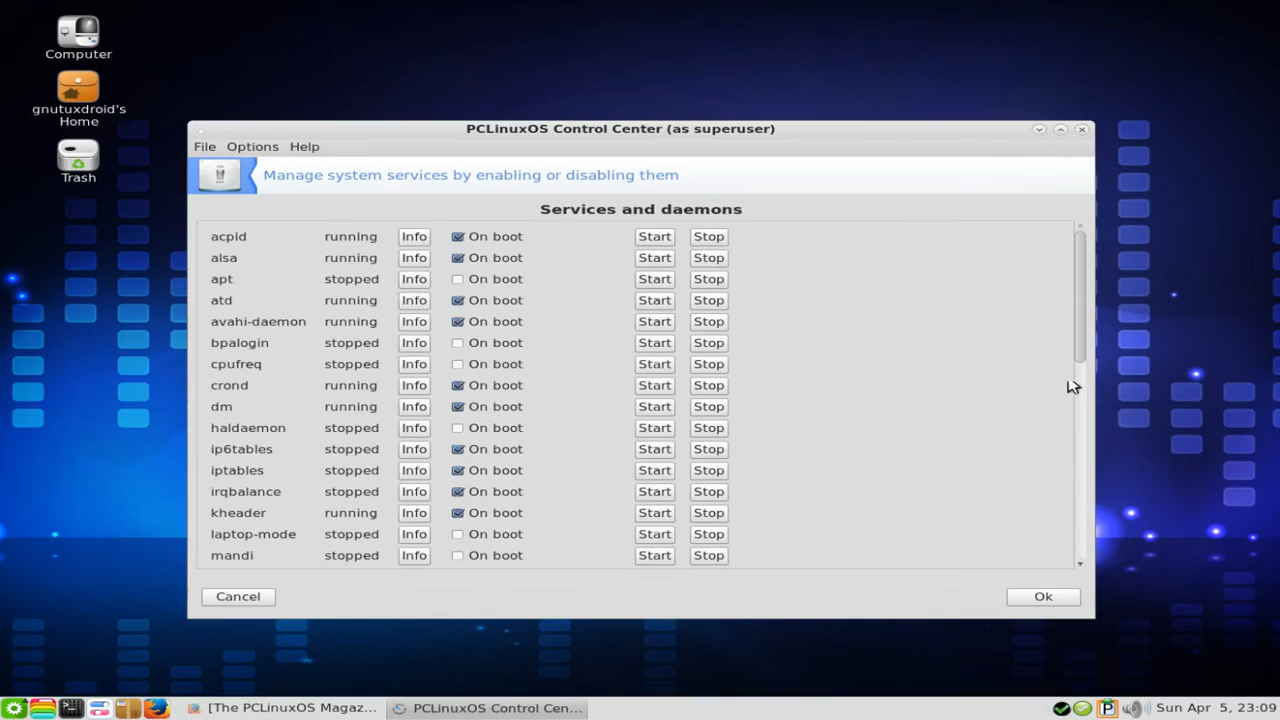 Computer
gnutuxdroid's
Home
Trash
PCLinuxOS Control Center (as superuser)
File Options Help
Manage system services by enabling or disabling them
Services and daemons
acpid running Info On boot Start Stop
alsa running Info On boot Start Stop
apt stopped Info On boot Start Stop
atd running Info On boot Start Stop
avahi-daemon running Info On boot Start Stop
bpalogin stopped Info On boot Start Stop
cpufreq stopped Info On boot Start Stop
crond running Info On boot Start Stop
dm running Info On boot Start Stop
haldaemon stopped Info On boot Start Stop
ip6tables stopped Info On boot Start Stop
iptables stopped Info On boot Start Stop
irqbalance stopped Info On boot Start Stop
kheader running Info On boot Start Stop
laptop-mode stopped Info On boot Start Stop
mandi stopped Info On boot Start Stop
Cancel Ok
[The PCLinuxOS Magaz... PCLinuxOS Control Cen... P Sun Apr 5, 23:09